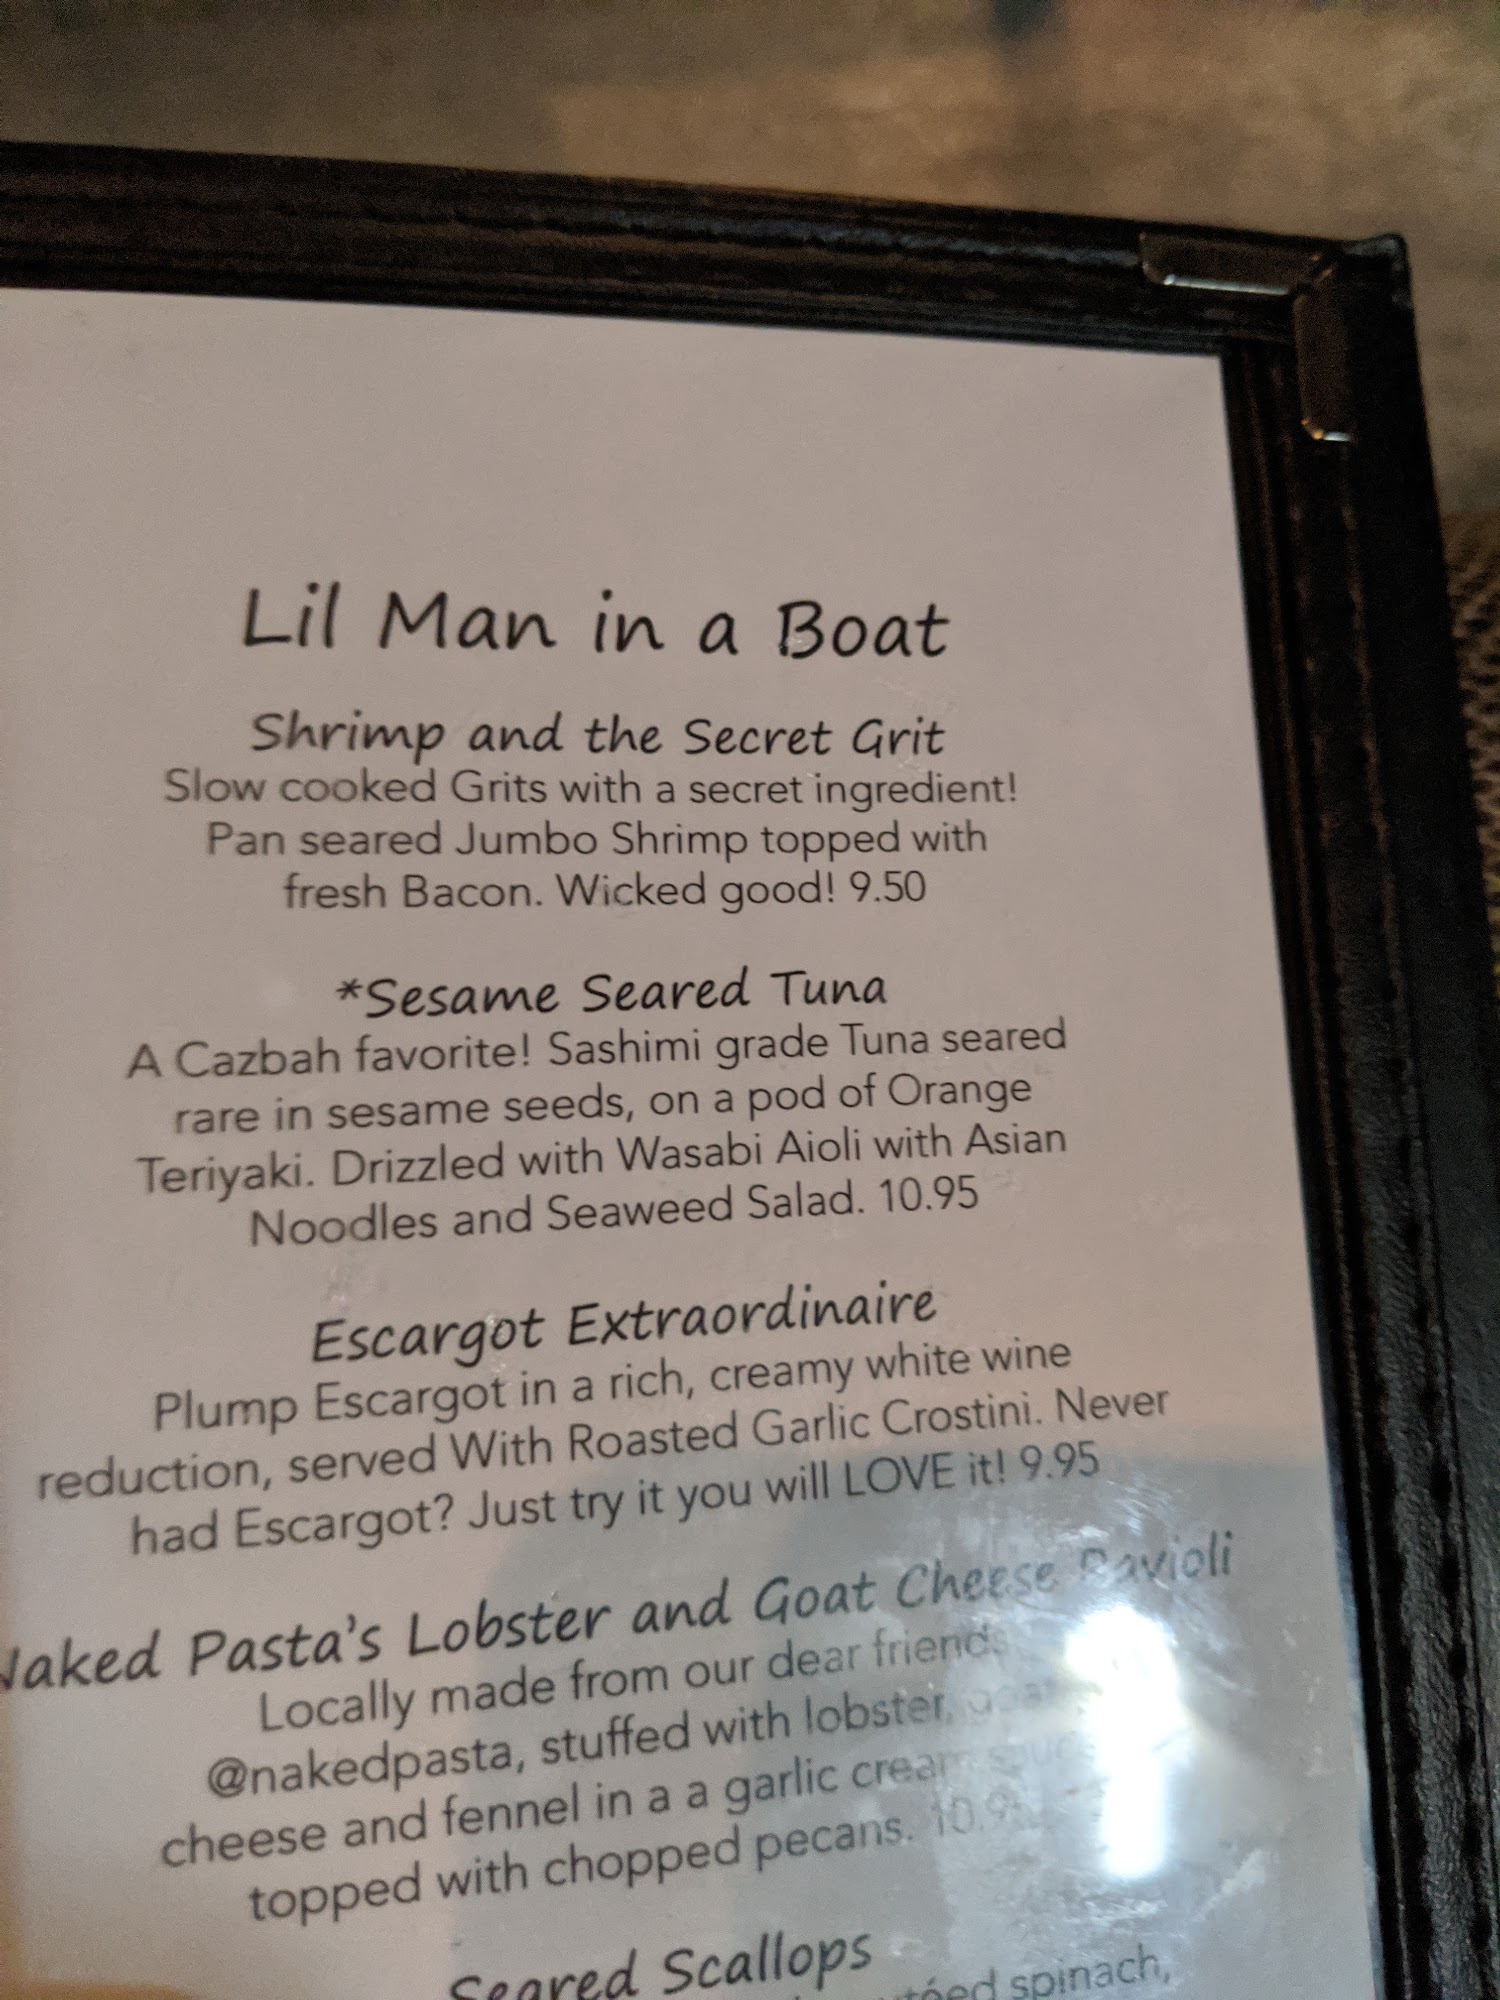 Lil Man in a Boat
Shrimp and the Secret Grit
Slow cooked Grits with a secret ingredient!
Pan seared Jumbo Shrimp topped with
fresh Bacon. Wicked good! 9.50
*Sesame Seared Tuna
A Cazbah favorite! Sashimi grade Tuna seared
rare in sesame seeds, on a pod of Orange
Teriyaki. Drizzled with Wasabi Aioli with Asian
Noodles and Seaweed Salad. 10.95
Escargot Extraordinaire
Plump Escargot in a rich, creamy white wine
reduction, served With Roasted Garlic Crostini. Never
had Escargot? Just try it you will LOVE it! 9.95
Naked Pasta's Lobster and Goat Cheese Ravioli
Locally made from our dear friends
@nakedpasta, stuffed with lobster, goat
cheese and fennel in a a garlic cream sauce
topped with chopped pecans.
Seared Scallops
spinach,